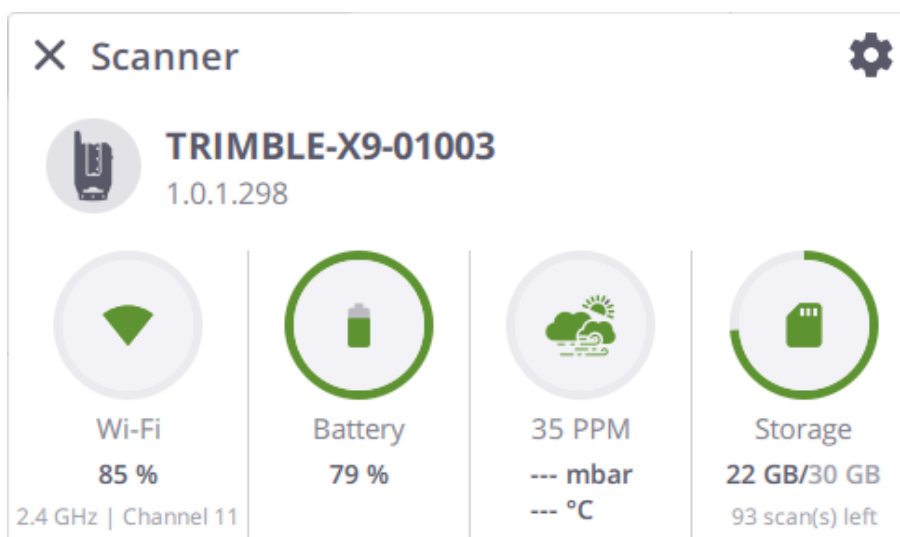 Scanner
TRIMBLE-X9-01003
1.0.1.298
Wi-Fi
85 %
2.4 GHz | Channel 11
Battery
79 %
35 PPM
--- mbar
--- °C
Storage
22 GB/30 GB
93 scan(s) left